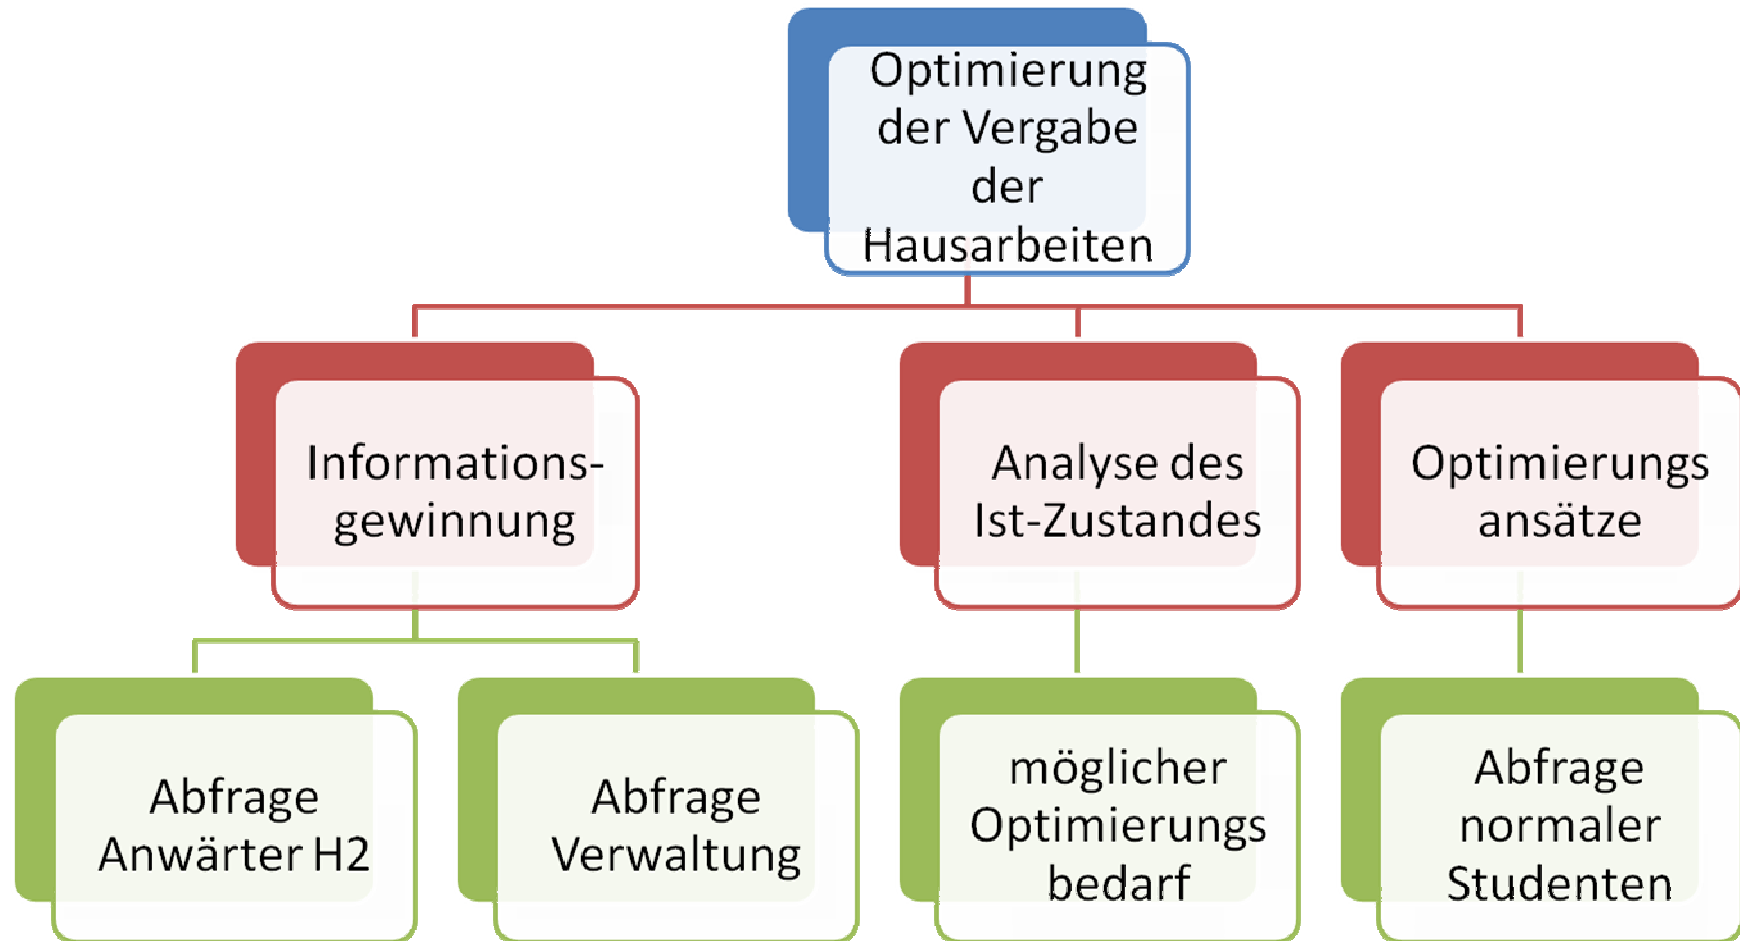 Optimierung
der Vergabe
der
Hausarbeiten
Informations-
gewinnung
Analyse des
Ist-Zustandes
Optimierungs
ansätze
Abfrage
Anwärter H2
Abfrage
Verwaltung
möglicher
Optimierungs
bedarf
Abfrage
normaler
Studenten